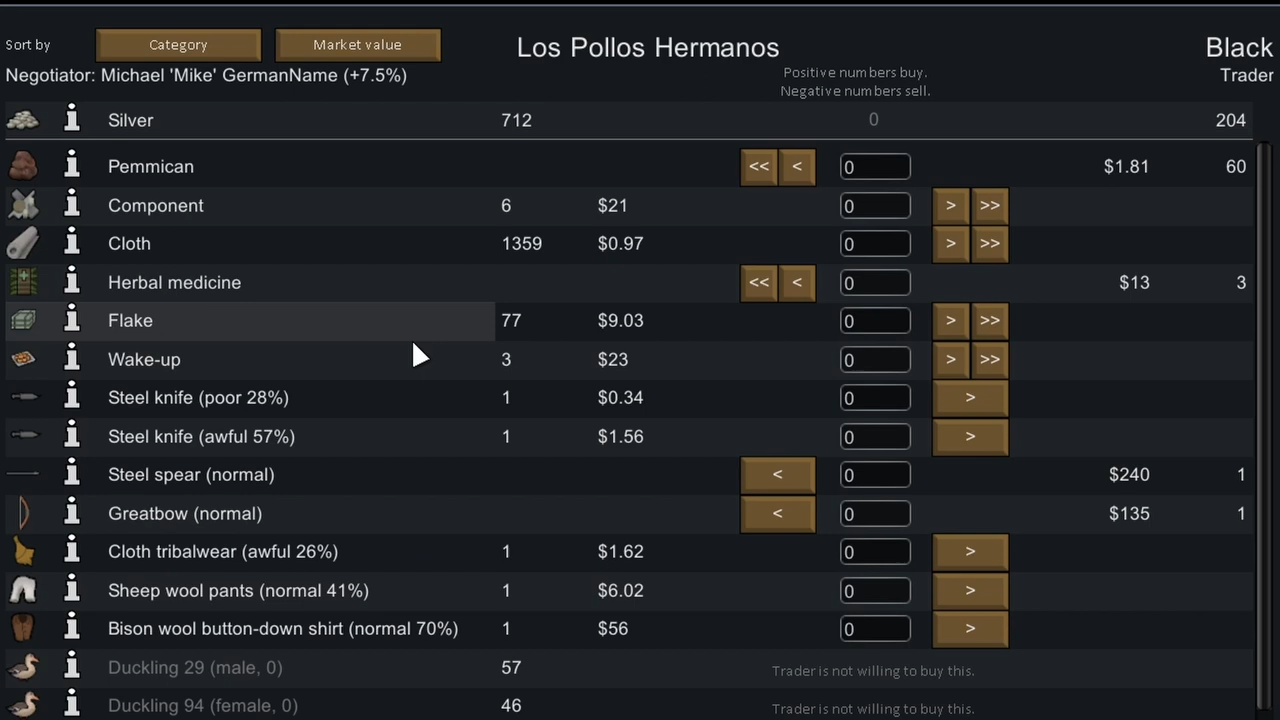 Sort by Category Market value Los Pollos Hermanos Black
Negotiator: Michael 'Mike' GermanName (+7.5%) Positive numbers buy. Trader
Negative numbers sell.
Silver 712 0 204
Pemmican << < 0 $1.81 60
Component 6 $21 0 > >>
Cloth 1359 $0.97 0 > >>
Herbal medicine << < 0 $13 3
Flake 77 $9.03 0 > >>
Wake-up 3 $23 0 > >>
Steel knife (poor 28%) 1 $0.34 0 >
Steel knife (awful 57%) 1 $1.56 0 >
Steel spear (normal) < 0 $240 1
Greatbow (normal) < 0 $135 1
Cloth tribalwear (awful 26%) 1 $1.62 0 >
Sheep wool pants (normal 41%) 1 $6.02 0 >
Bison wool button-down shirt (normal 70%) 1 $56 0 >
Duckling 29 (male, 0) 57 Trader is not willing to buy this.
Duckling 94 (female, 0) 46 Trader is not willing to buy this.